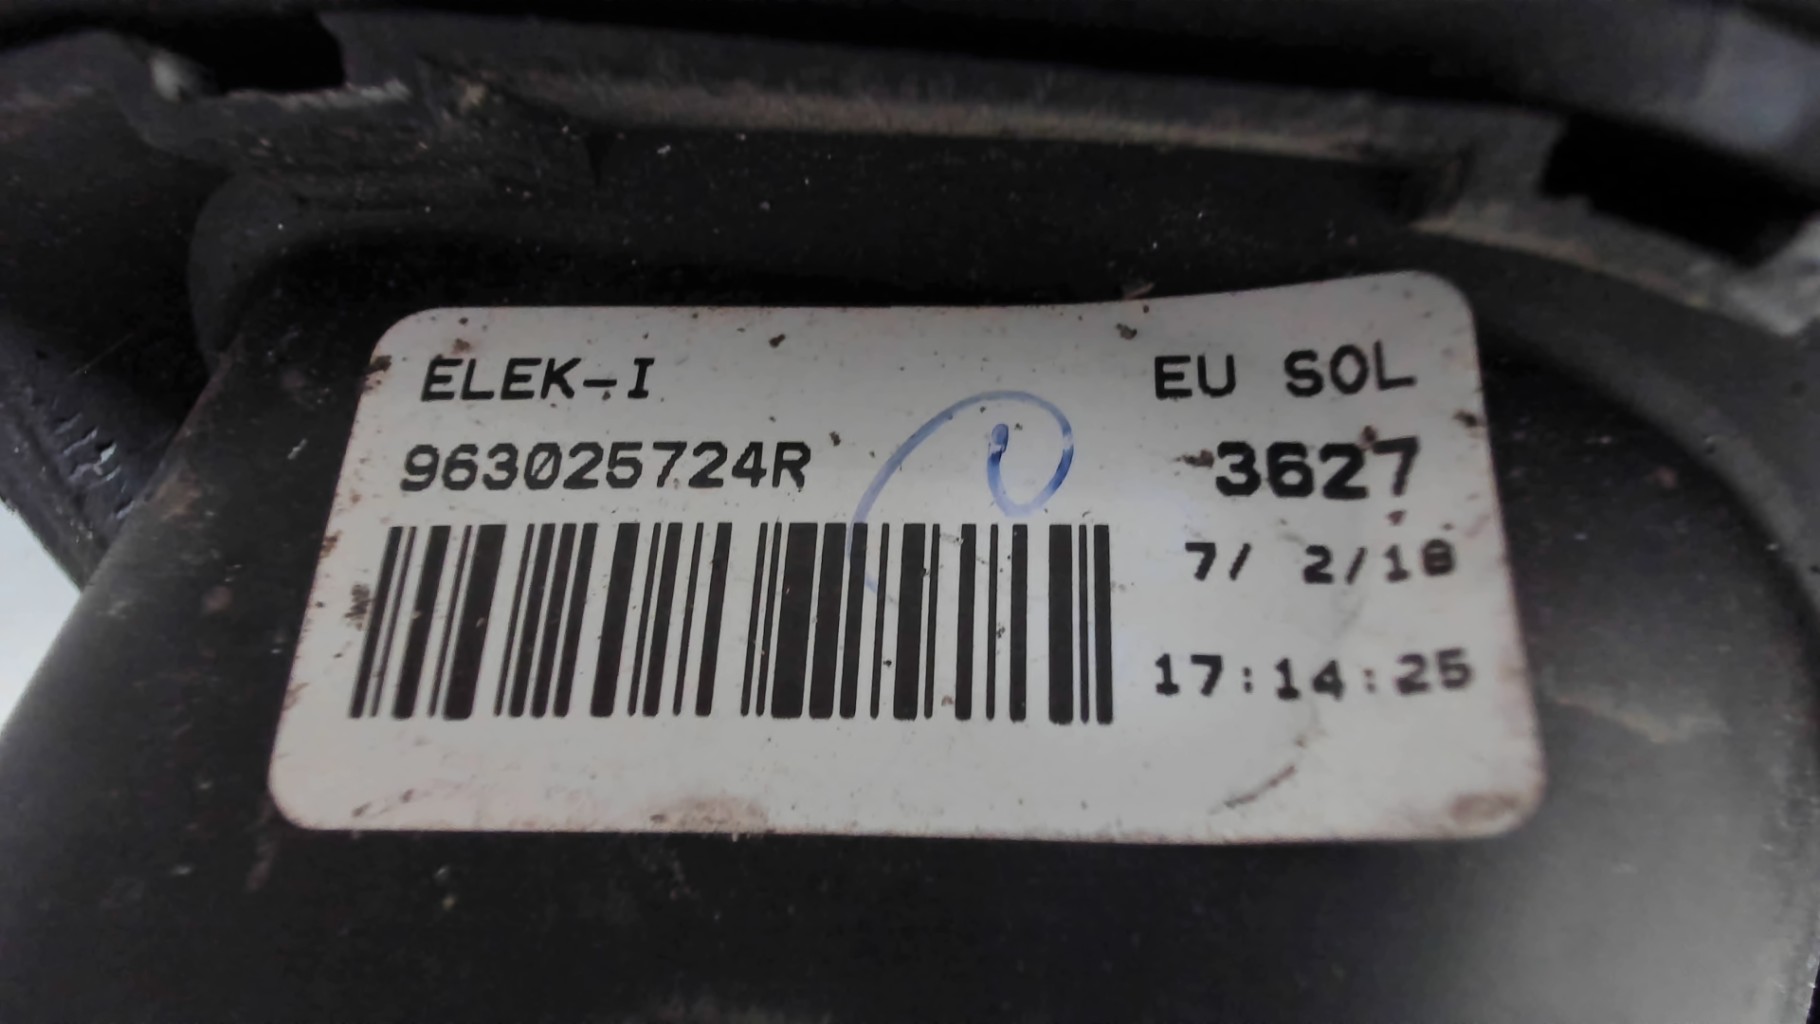 ELEK-I EU SOL
963025724R 3627
7/ 2/18
17:14:25